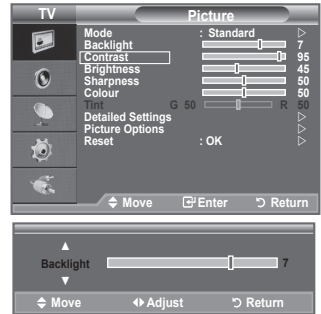 TV Picture
Mode : Standard
Backlight 7
Contrast 95
Brightness 45
Sharpness 50
Colour 50
Tint G 50 R 50
Detailed Settings
Picture Options
Reset : OK
Move Enter Return
Backlight 7
Move Adjust Return